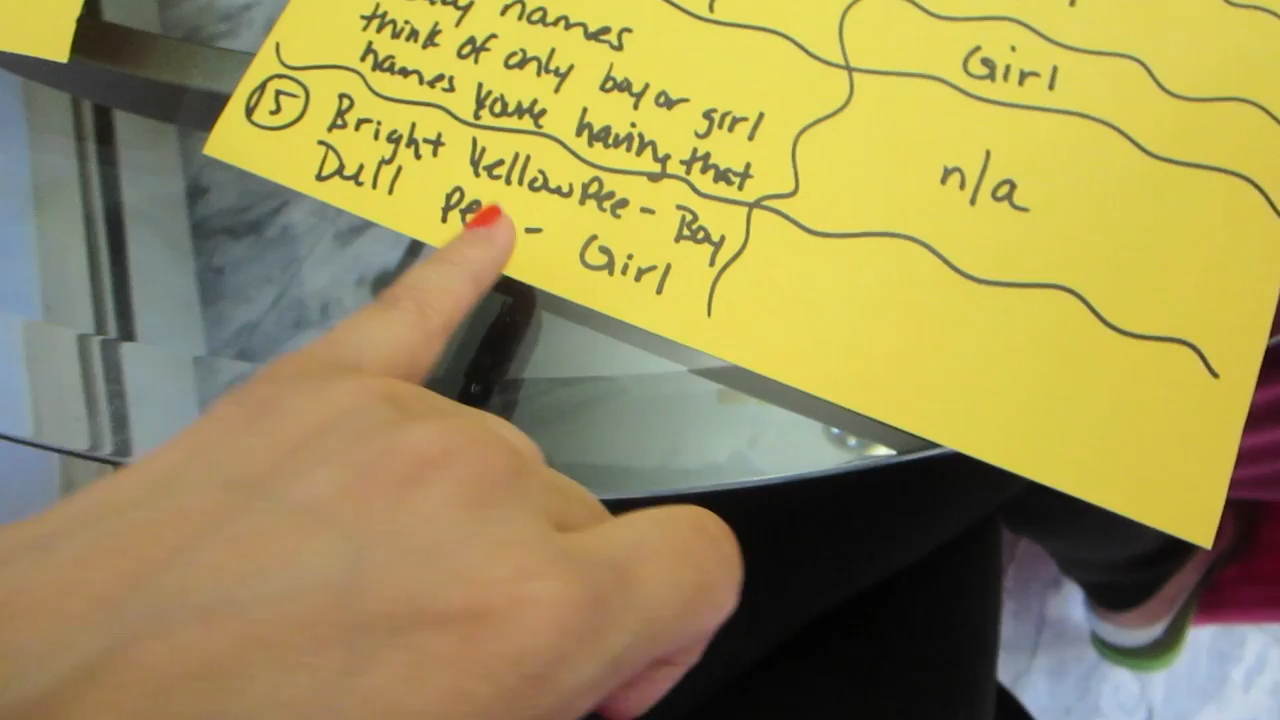 names
think of only boy or girl
names you're having that
Girl
n/a
15 Bright Yellow Pee - Boy
Dull Pee - Girl